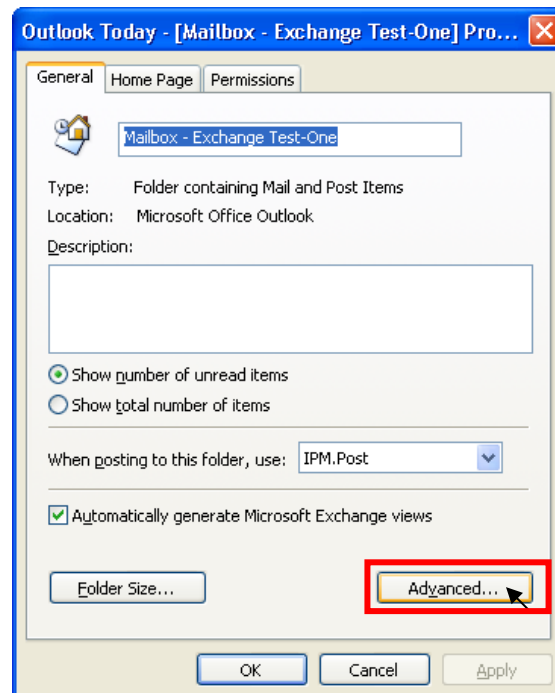 Outlook Today - [Mailbox - Exchange Test-One] Pro...
General Home Page Permissions
Mailbox - Exchange Test-One
Type: Folder containing Mail and Post Items
Location: Microsoft Office Outlook
Description:
Show number of unread items
Show total number of items
When posting to this folder, use: IPM.Post
Automatically generate Microsoft Exchange views
Folder Size... Advanced...
OK Cancel Apply